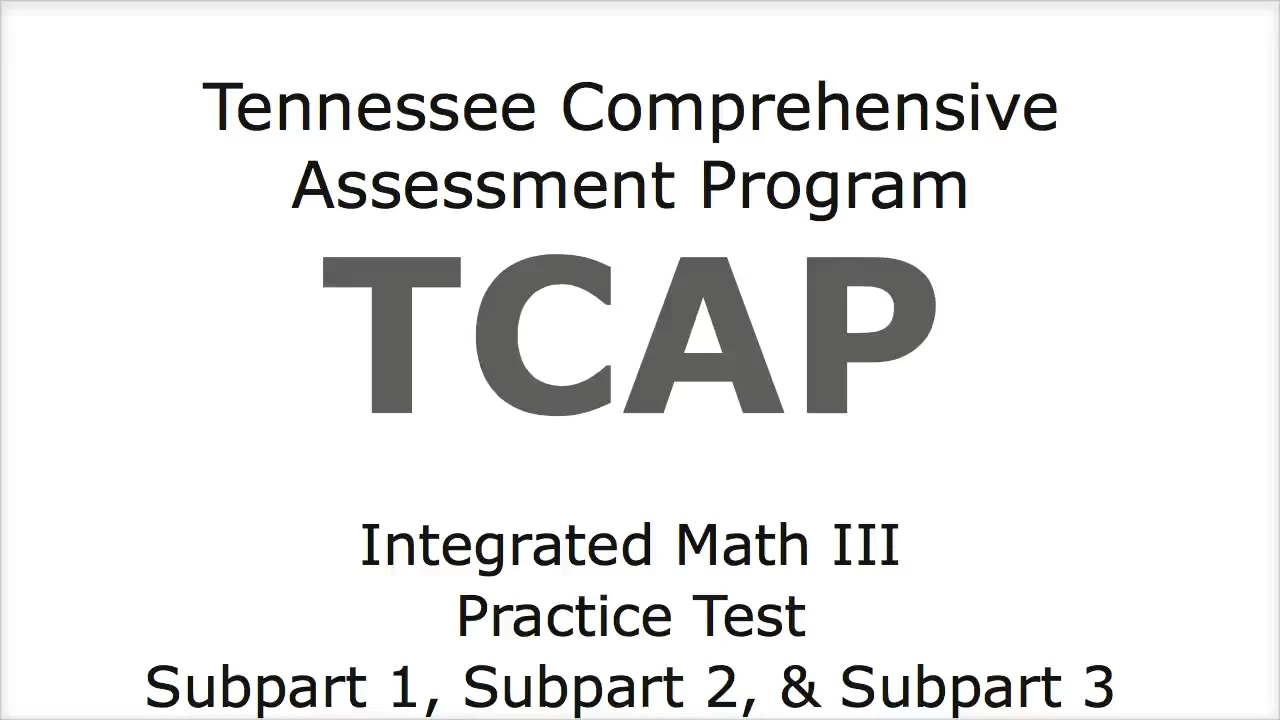 Tennessee Comprehensive
Assessment Program
TCAP
Integrated Math III
Practice Test
Subpart 1, Subpart 2, & Subpart 3